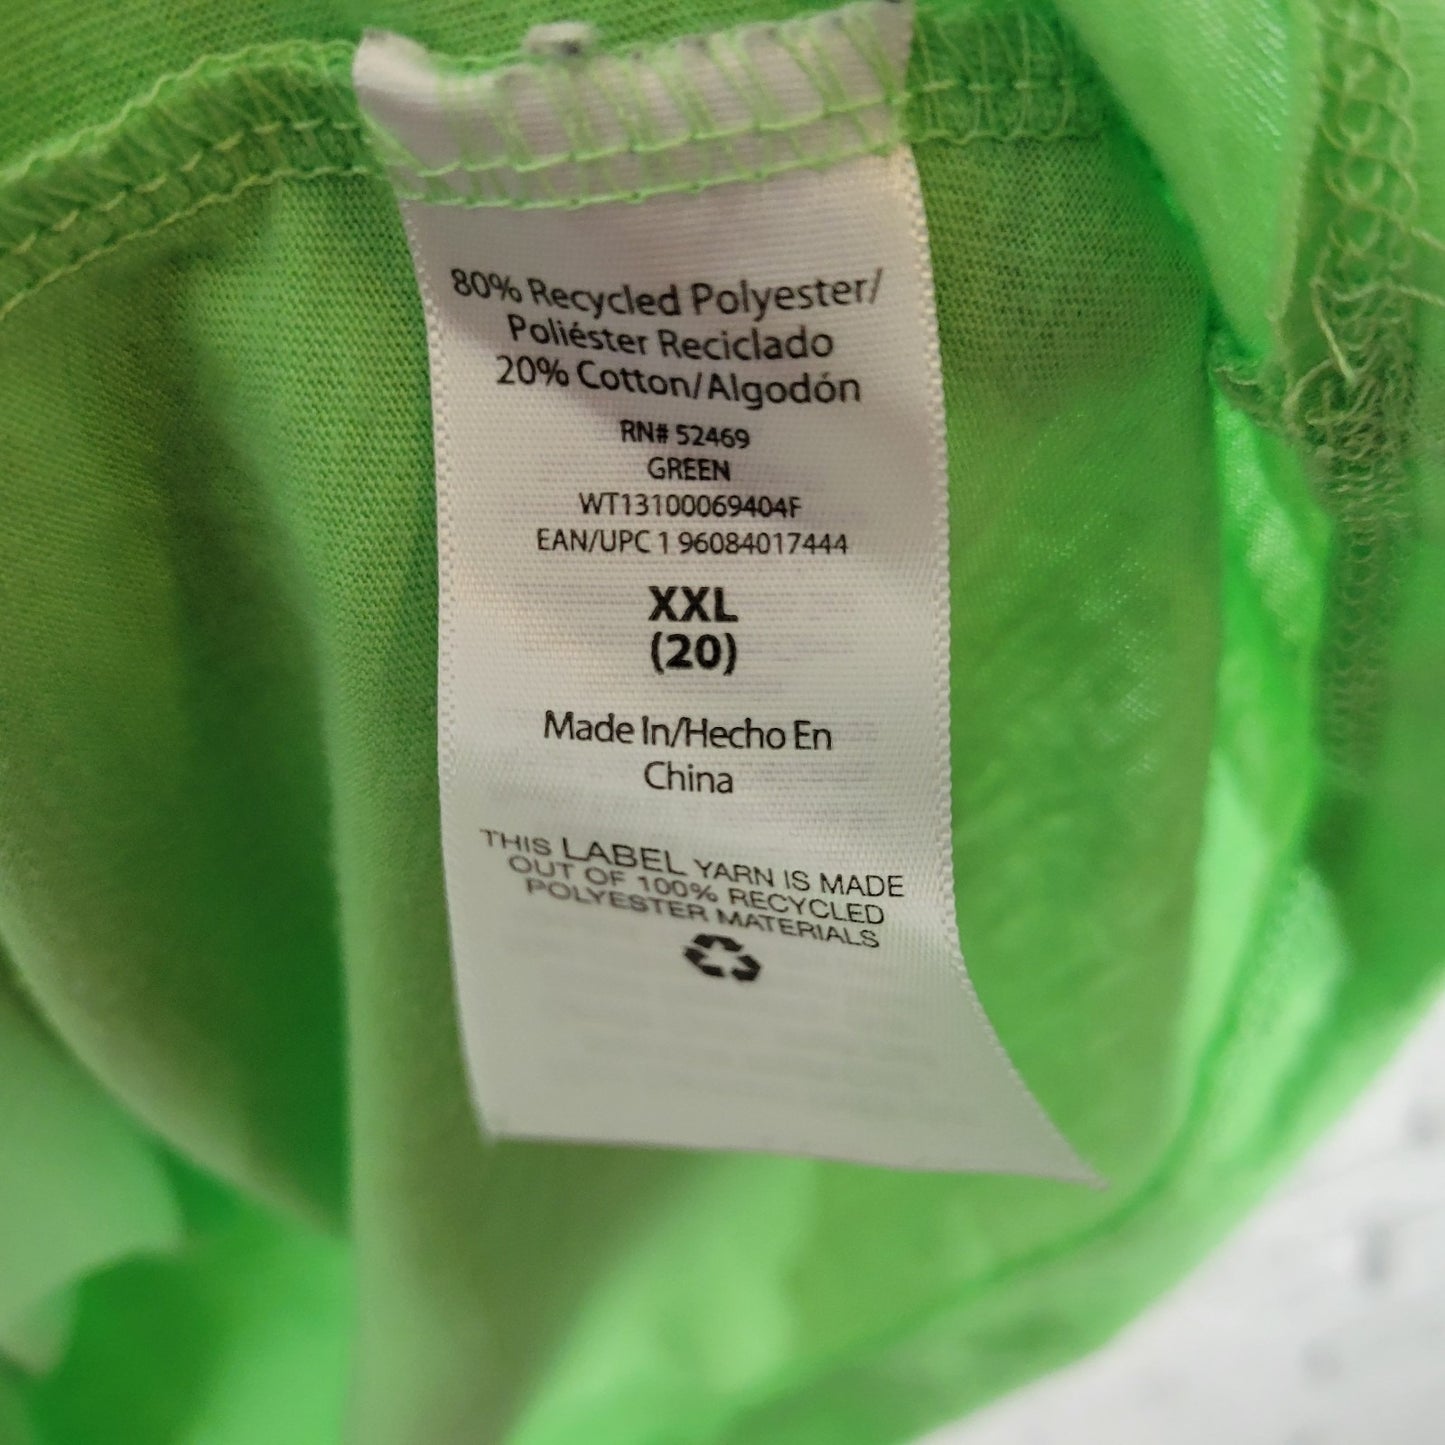 80% Recycled Polyester/
Poliéster Reciclado
20% Cotton/Algodón
RN# 52469
GREEN
WT13100069404F
EAN/UPC 1 96084017444
XXL
(20)
Made In/Hecho En
China
THIS LABEL YARN IS MADE
OUT OF 100% RECYCLED
POLYESTER MATERIALS